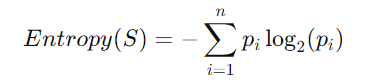 Entropy(S) = − ∑_{i=1}^{n} p_i log_2(p_i)